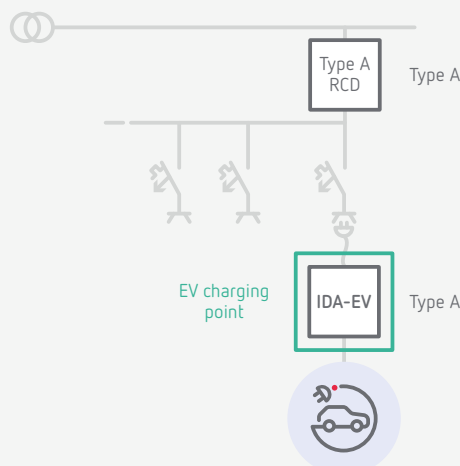 Type A
RCD
Type A
EV charging
point
IDA-EV
Type A